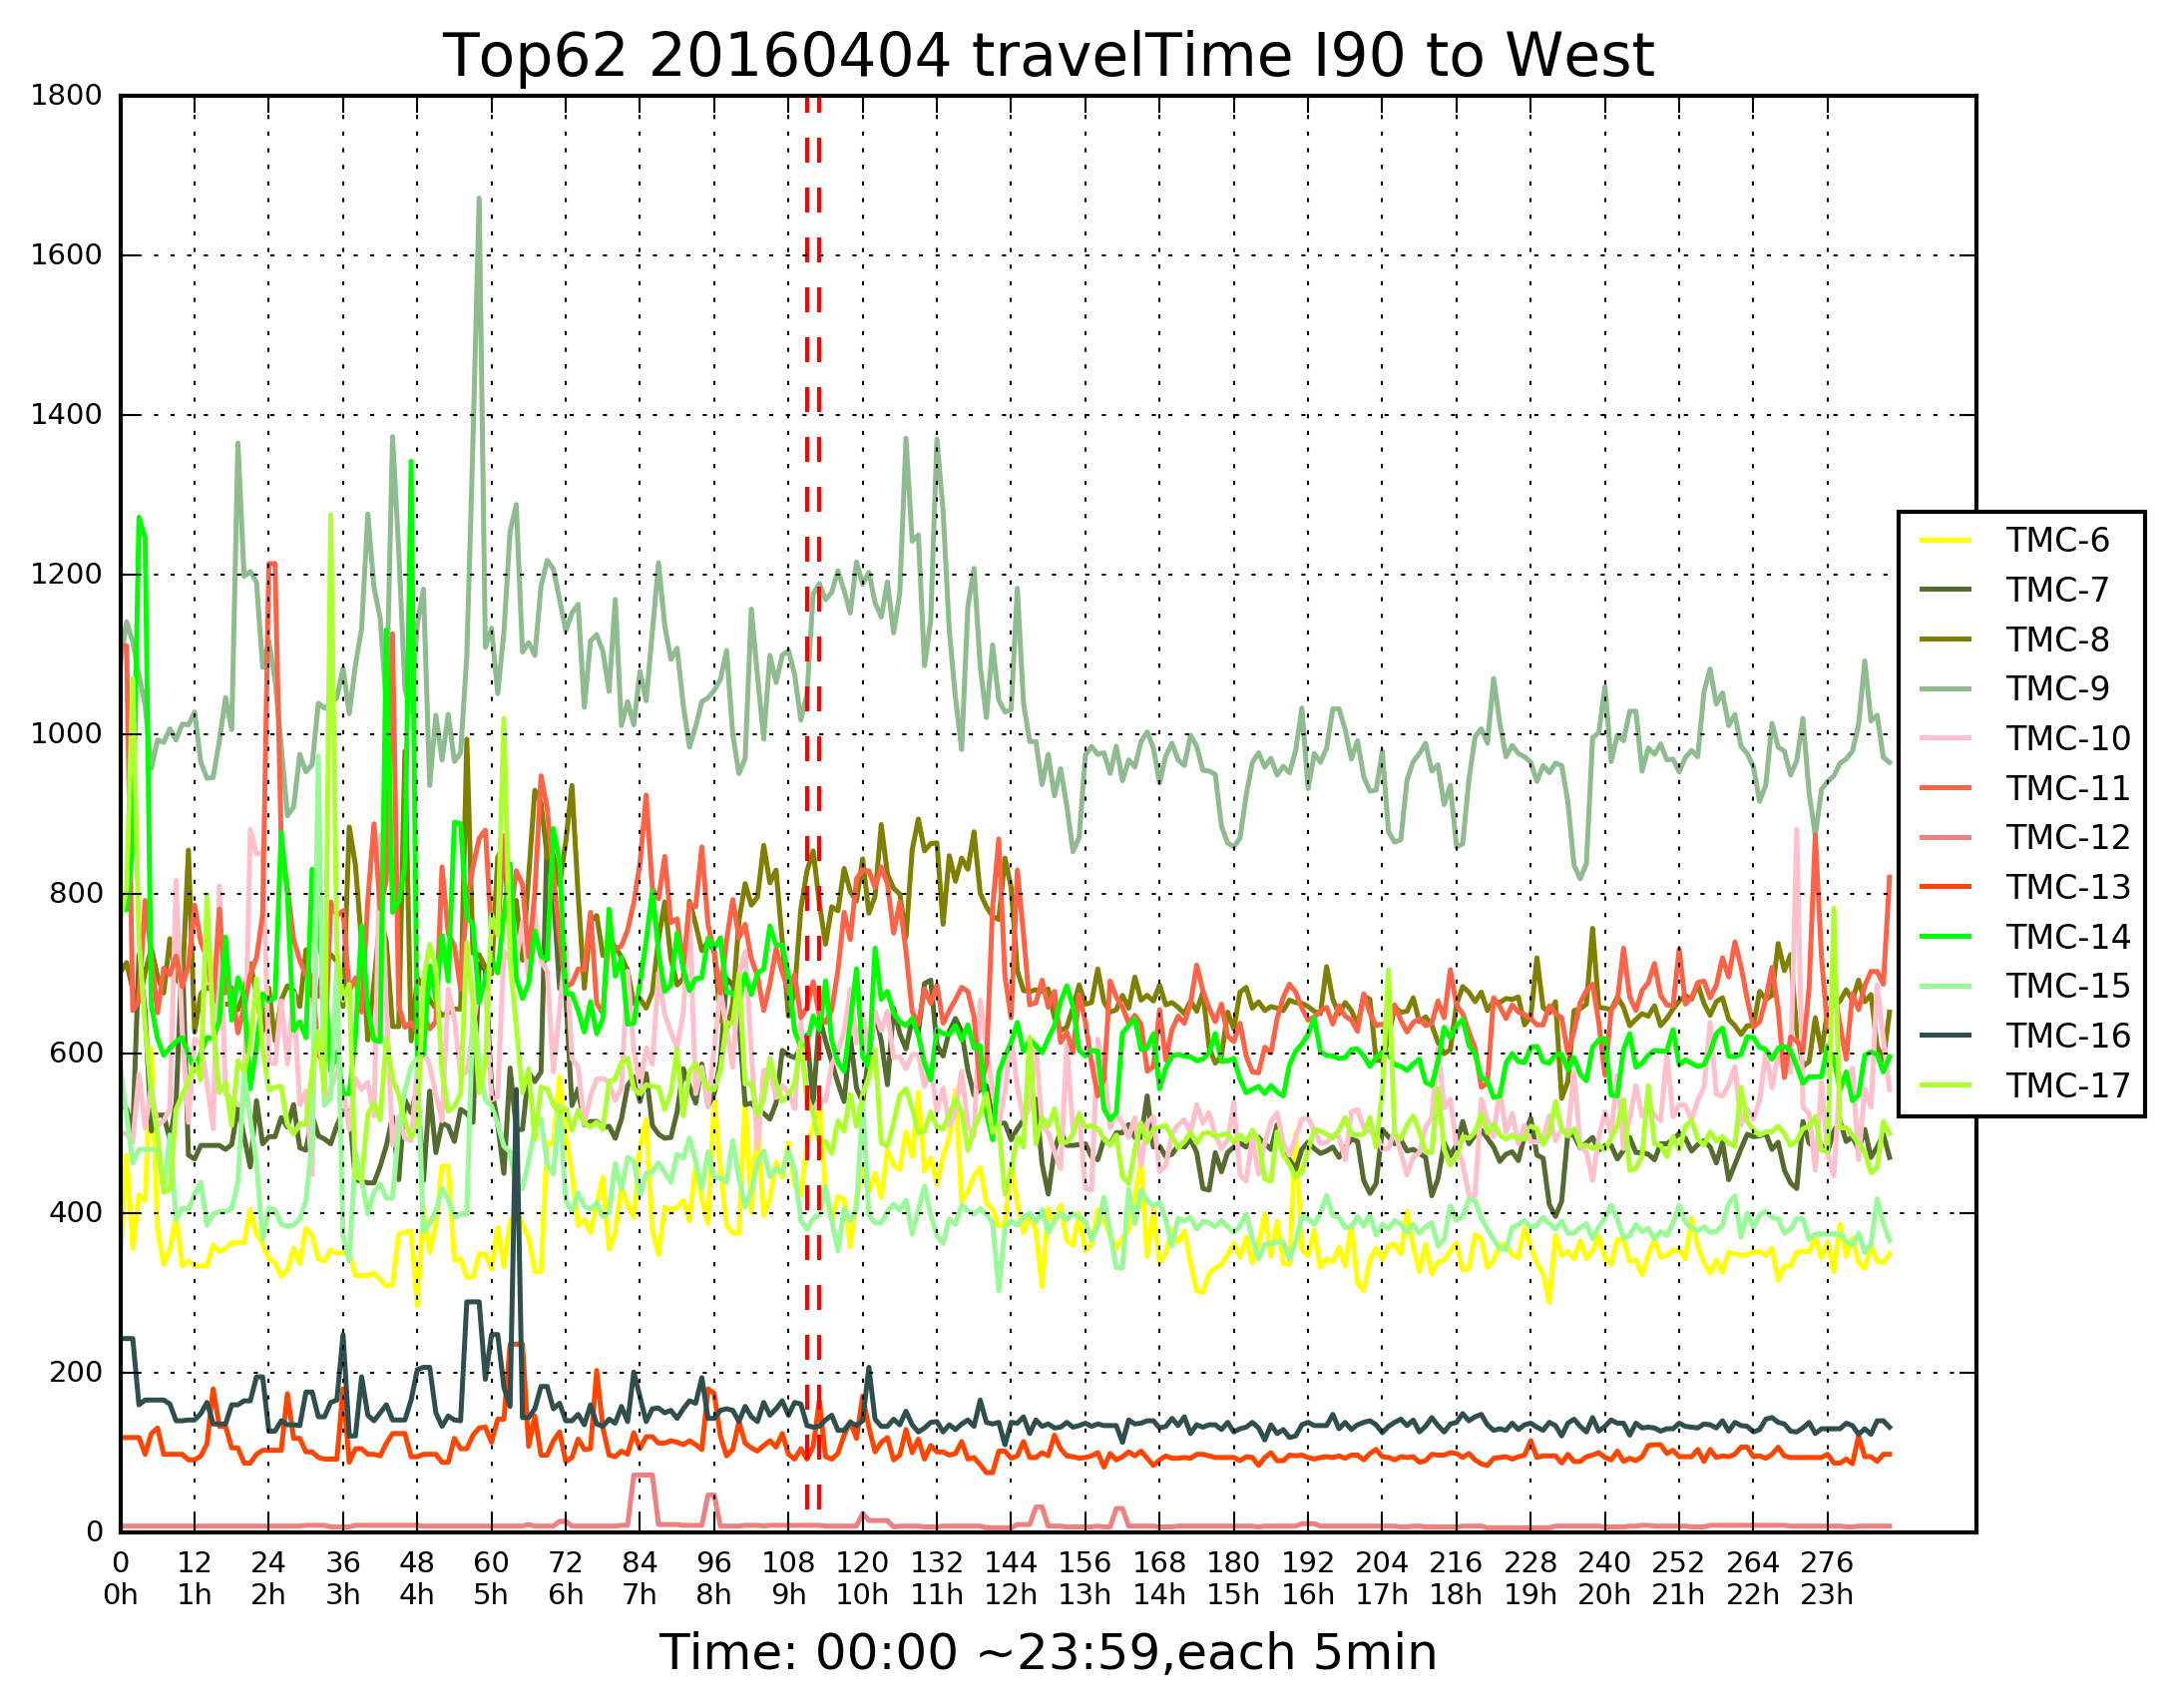 Top62 20160404 travelTime I90 to West
1800
1600
1400
1200
1000
800
600
400
200
0
0 12 24 36 48 60 72 84 96 108 120 132 144 156 168 180 192 204 216 228 240 252 264 276
0h 1h 2h 3h 4h 5h 6h 7h 8h 9h 10h 11h 12h 13h 14h 15h 16h 17h 18h 19h 20h 21h 22h 23h
Time: 00:00 ~23:59,each 5min
TMC-6
TMC-7
TMC-8
TMC-9
TMC-10
TMC-11
TMC-12
TMC-13
TMC-14
TMC-15
TMC-16
TMC-17